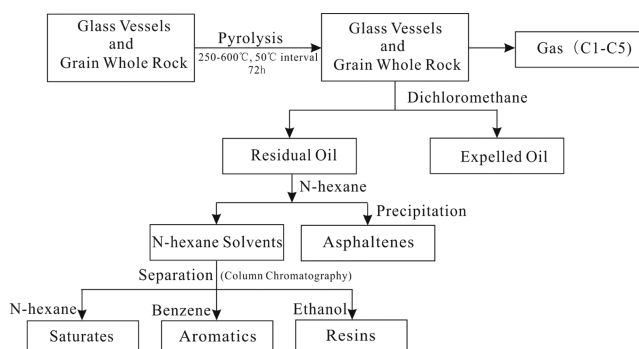 Glass Vessels
and
Grain Whole Rock
Pyrolysis
250-600℃, 50℃ interval
72h
Glass Vessels
and
Grain Whole Rock
Gas（C1-C5)
Dichloromethane
Residual Oil
Expelled Oil
N-hexane
Precipitation
N-hexane Solvents
Asphaltenes
Separation (Column Chromatography)
N-hexane
Benzene
Ethanol
Saturates
Aromatics
Resins